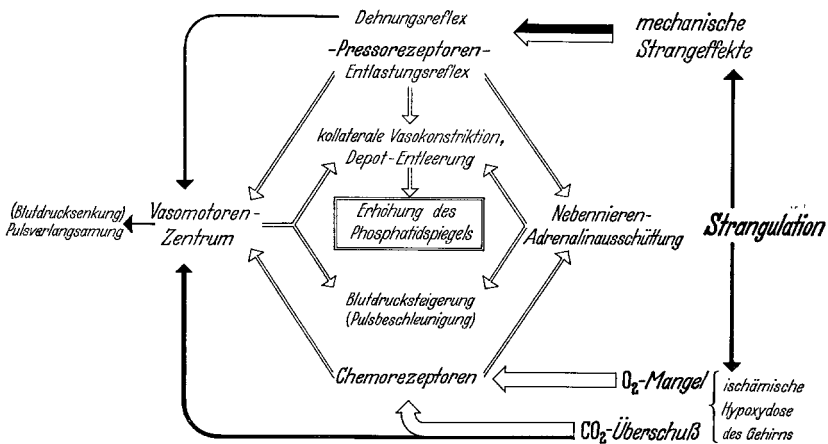 Dehnungsreflex
-Pressorezeptoren-
Entlastungsreflex
mechanische
Strangeffekte
kollaterale Vasokonstriktion,
Depot-Entleerung
(Blutdrucksenkung)
Pulsverlangsamung
Vasomotoren-
Zentrum
Erhöhung des
Phosphatidspiegels
Nebennieren-
Adrenalinausschüttung
Strangulation
Blutdrucksteigerung
(Pulsbeschleunigung)
Chemorezeptoren
O₂-Mangel
CO₂-Überschuß
ischämische
Hypoxydose
des Gehirns